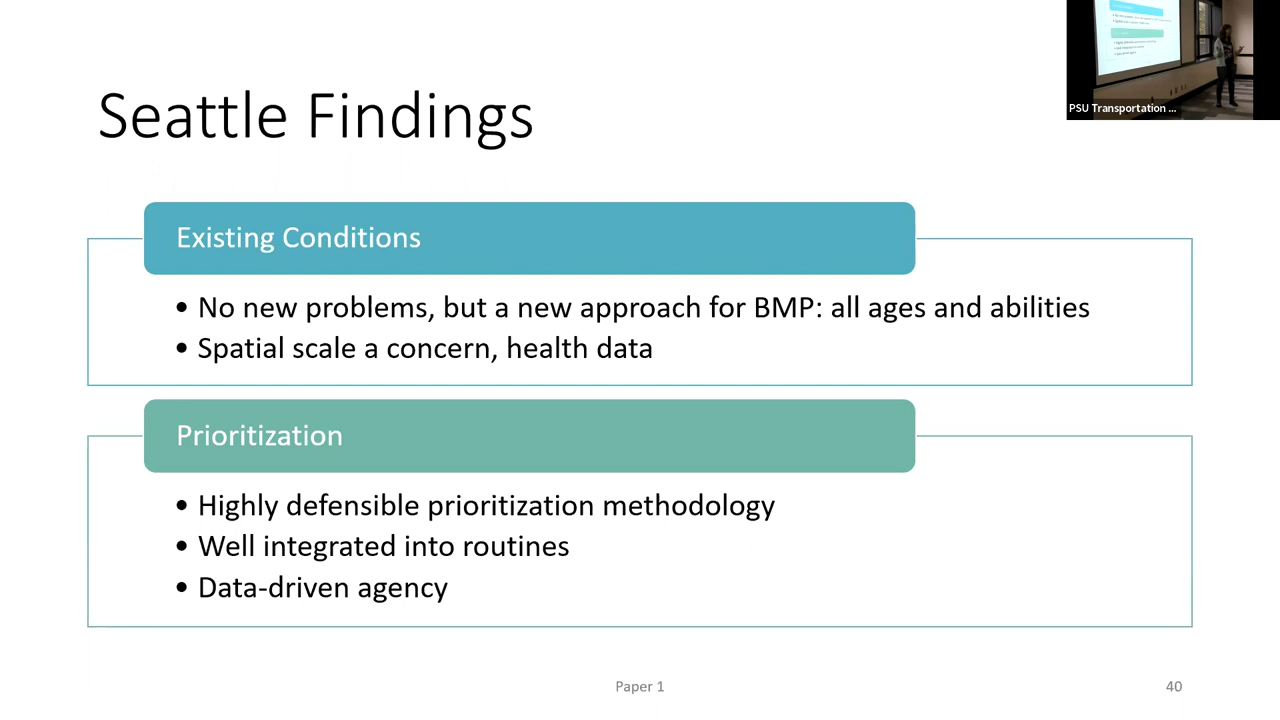 PSU Transportation ...
Seattle Findings
Existing Conditions
• No new problems, but a new approach for BMP: all ages and abilities
• Spatial scale a concern, health data
Prioritization
• Highly defensible prioritization methodology
• Well integrated into routines
• Data-driven agency
Paper 1
40